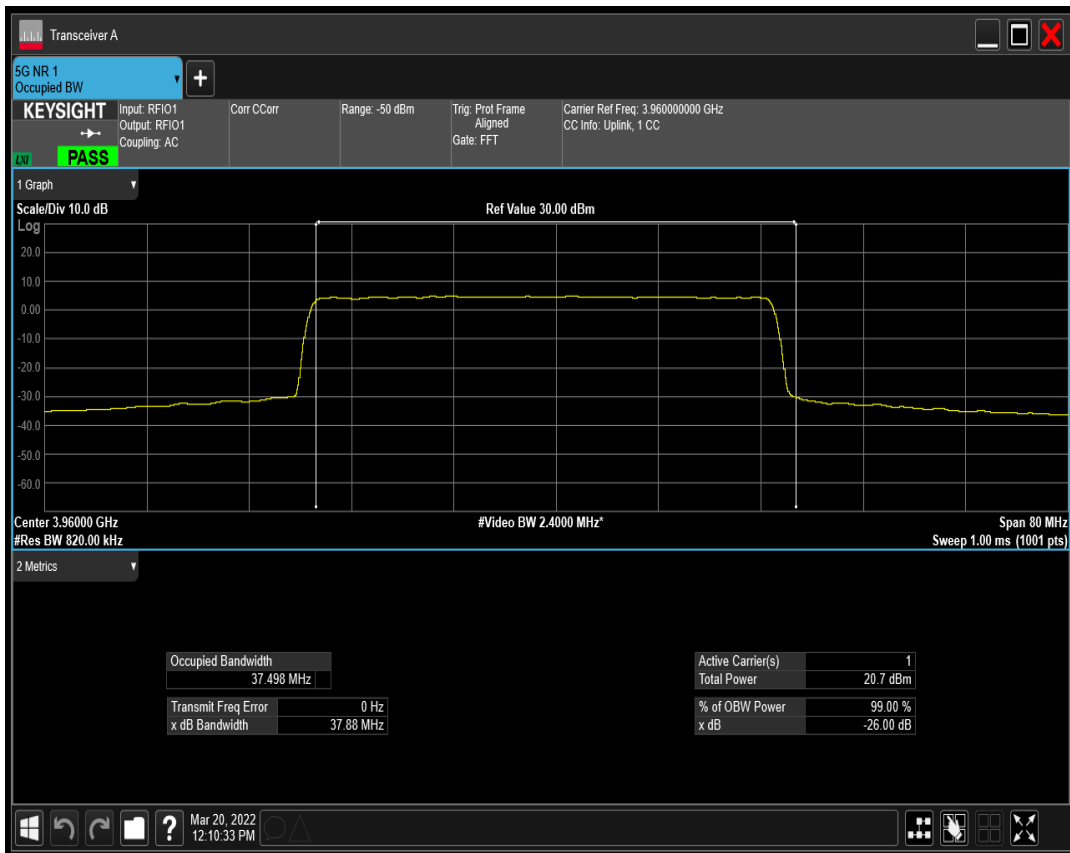 Transceiver A
5G NR 1
Occupied BW
+
KEYSIGHT
LXI
PASS
Input: RFIO1
Output: RFIO1
Coupling: AC
Corr CCorr
Range: -50 dBm
Trig: Prot Frame
Aligned
Gate: FFT
Carrier Ref Freq: 3.960000000 GHz
CC Info: Uplink, 1 CC
1 Graph
Scale/Div 10.0 dB
Ref Value 30.00 dBm
Log
20.0
10.0
0.00
-10.0
-20.0
-30.0
-40.0
-50.0
-60.0
Center 3.96000 GHz
#Video BW 2.4000 MHz*
Span 80 MHz
#Res BW 820.00 kHz
Sweep 1.00 ms (1001 pts)
2 Metrics
Occupied Bandwidth
37.498 MHz
Transmit Freq Error 0 Hz
x dB Bandwidth 37.88 MHz
Active Carrier(s) 1
Total Power 20.7 dBm
% of OBW Power 99.00 %
x dB -26.00 dB
?
Mar 20, 2022
12:10:33 PM